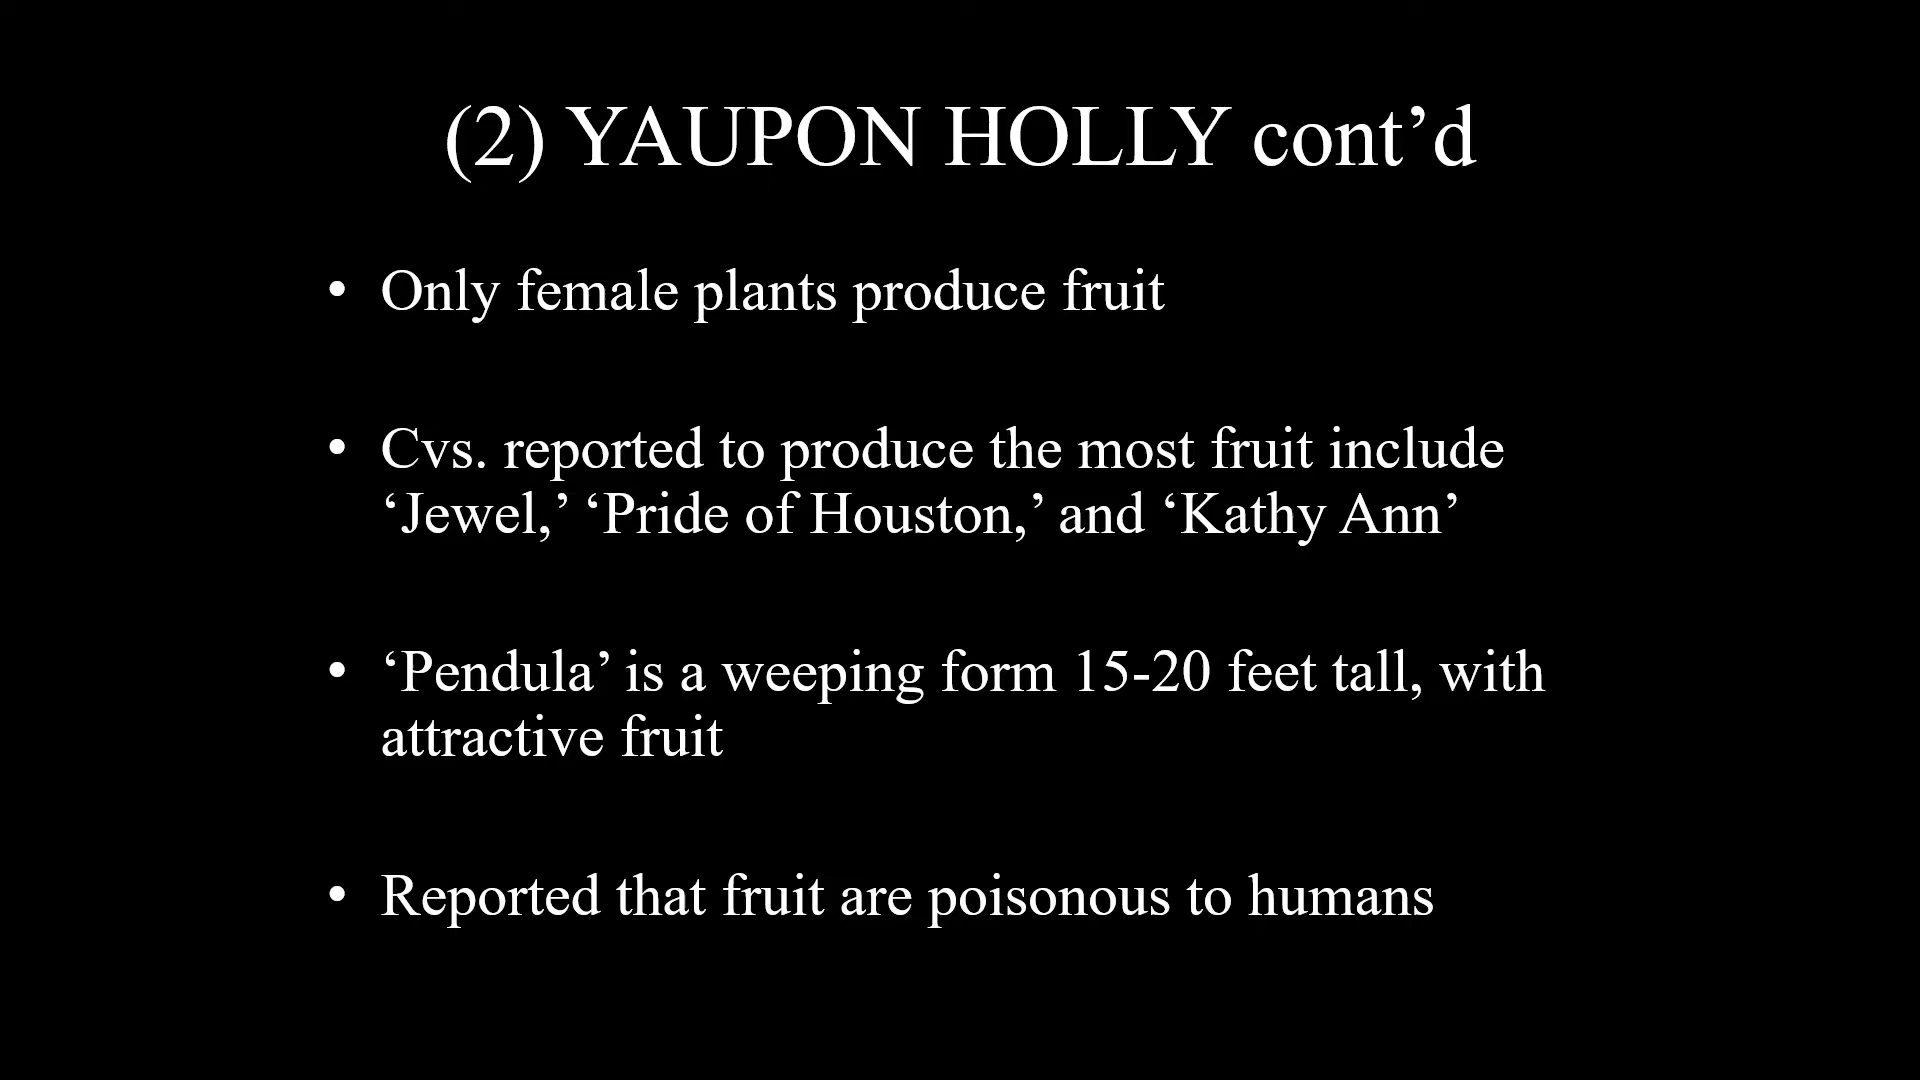 (2) YAUPON HOLLY cont’d
• Only female plants produce fruit
• Cvs. reported to produce the most fruit include
‘Jewel,’ ‘Pride of Houston,’ and ‘Kathy Ann’
• ‘Pendula’ is a weeping form 15-20 feet tall, with
attractive fruit
• Reported that fruit are poisonous to humans